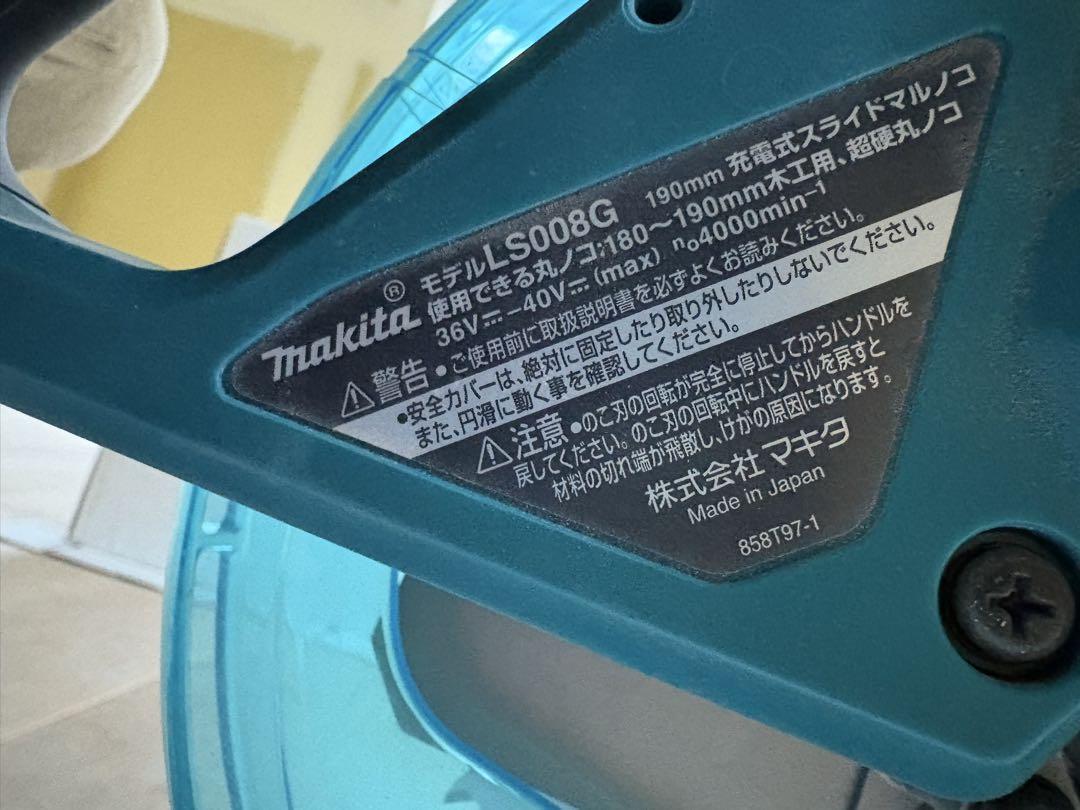 makita®
モデルLS008G 190mm 充電式スライドマルノコ
使用できる丸ノコ:180～190mm木工用、超硬丸ノコ
36V⎓-40V⎓(max) n₀4000min⁻¹
⚠警告 •ご使用前に取扱説明書を必ずよくお読みください。
•安全カバーは、絶対に固定したり取り外したりしないでください。
また、円滑に動く事を確認してください。
⚠注意 •のこ刃の回転が完全に停止してからハンドルを
戻してください。のこ刃の回転中にハンドルを戻すと
材料の切れ端が飛散し、けがの原因になります。
株式会社マキタ
Made in Japan
858T97-1